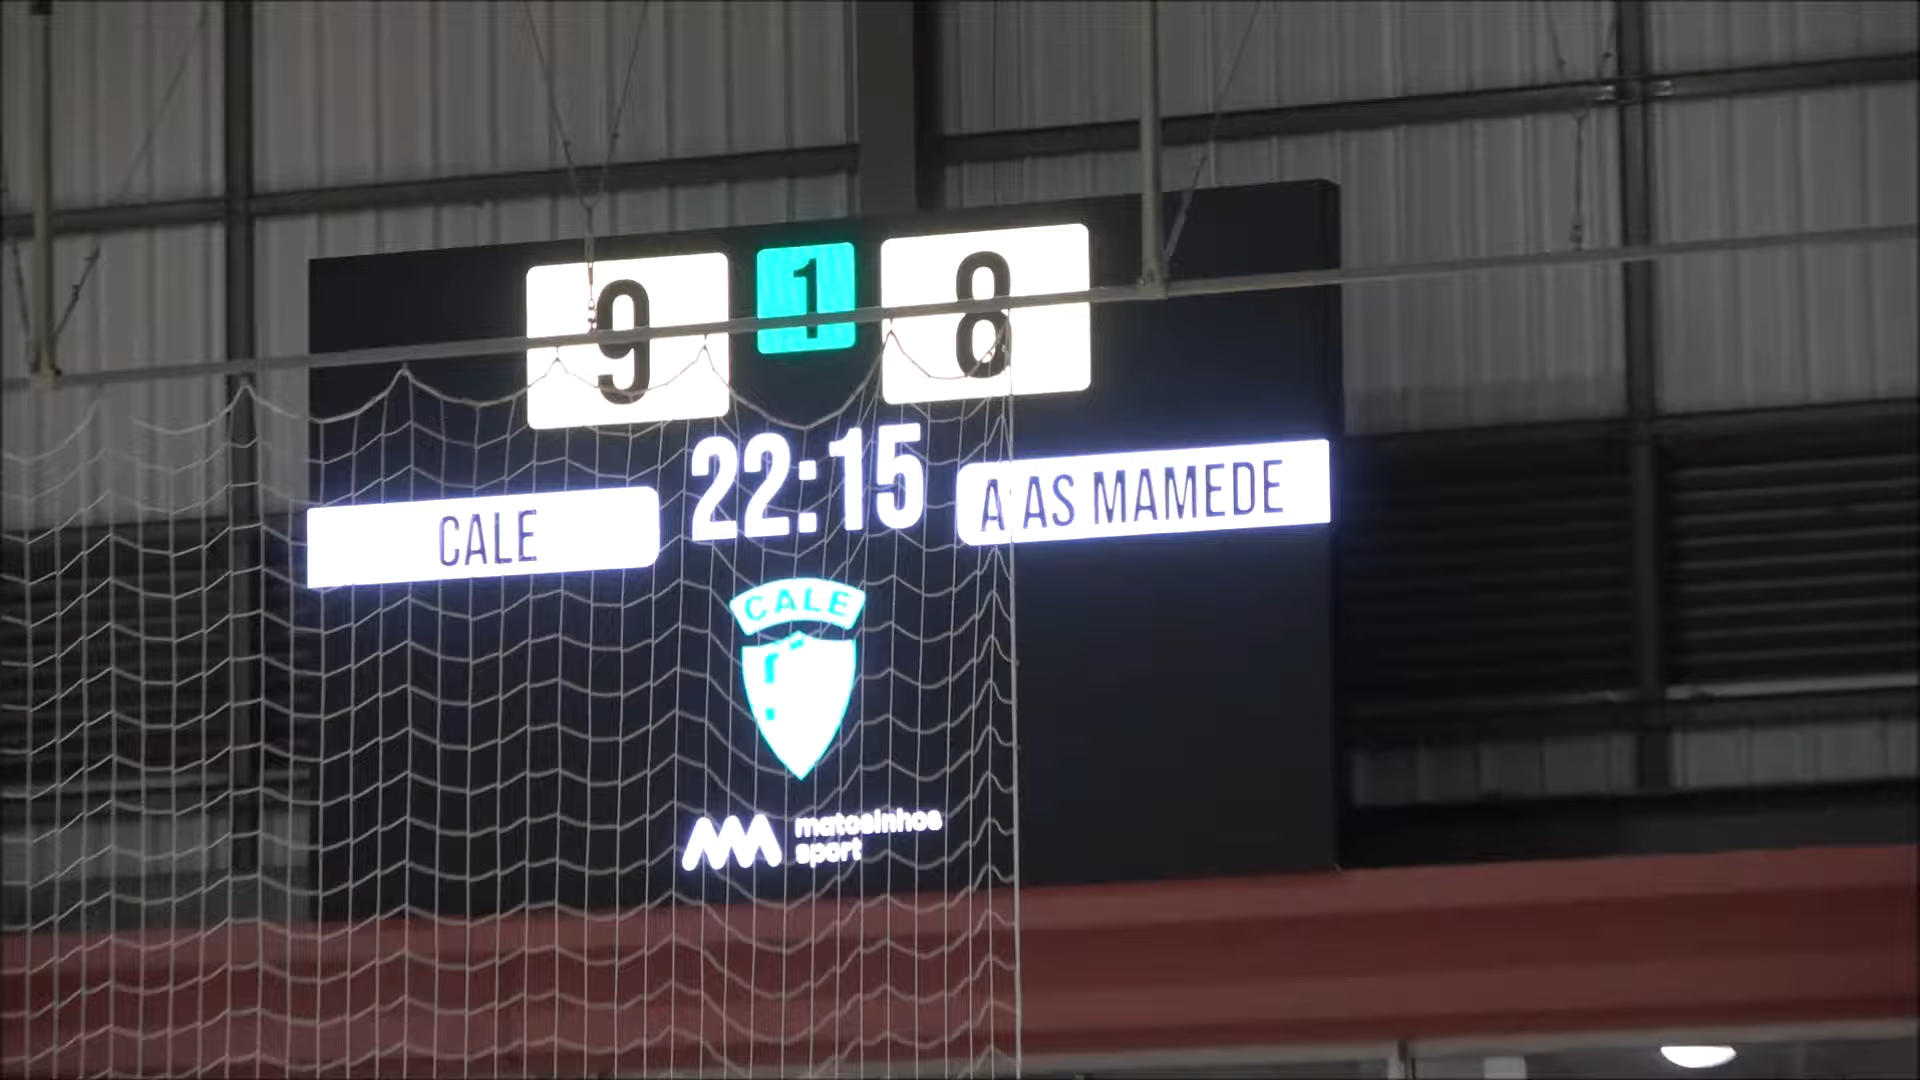 9 1 8
22:15
CALE
A AS MAMEDE
CALE
matosinhos
sport